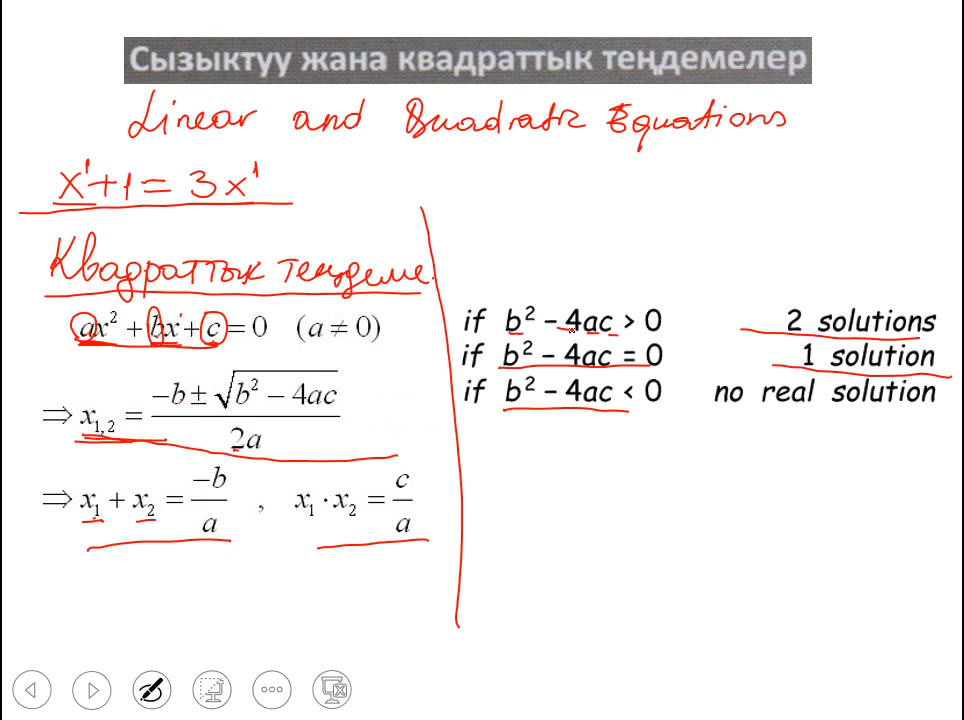 Сызыктуу жана квадраттык теңдемелер
Linear and Quadratic Equations
x¹+1=3x¹
Квадраттык теңдеме.
ax² + bx + c = 0 (a ≠ 0)
⇒ x₁,₂ = (-b ± √(b² - 4ac)) / 2a
⇒ x₁ + x₂ = -b/a , x₁ · x₂ = c/a
if b² - 4ac > 0 2 solutions
if b² - 4ac = 0 1 solution
if b² - 4ac < 0 no real solution